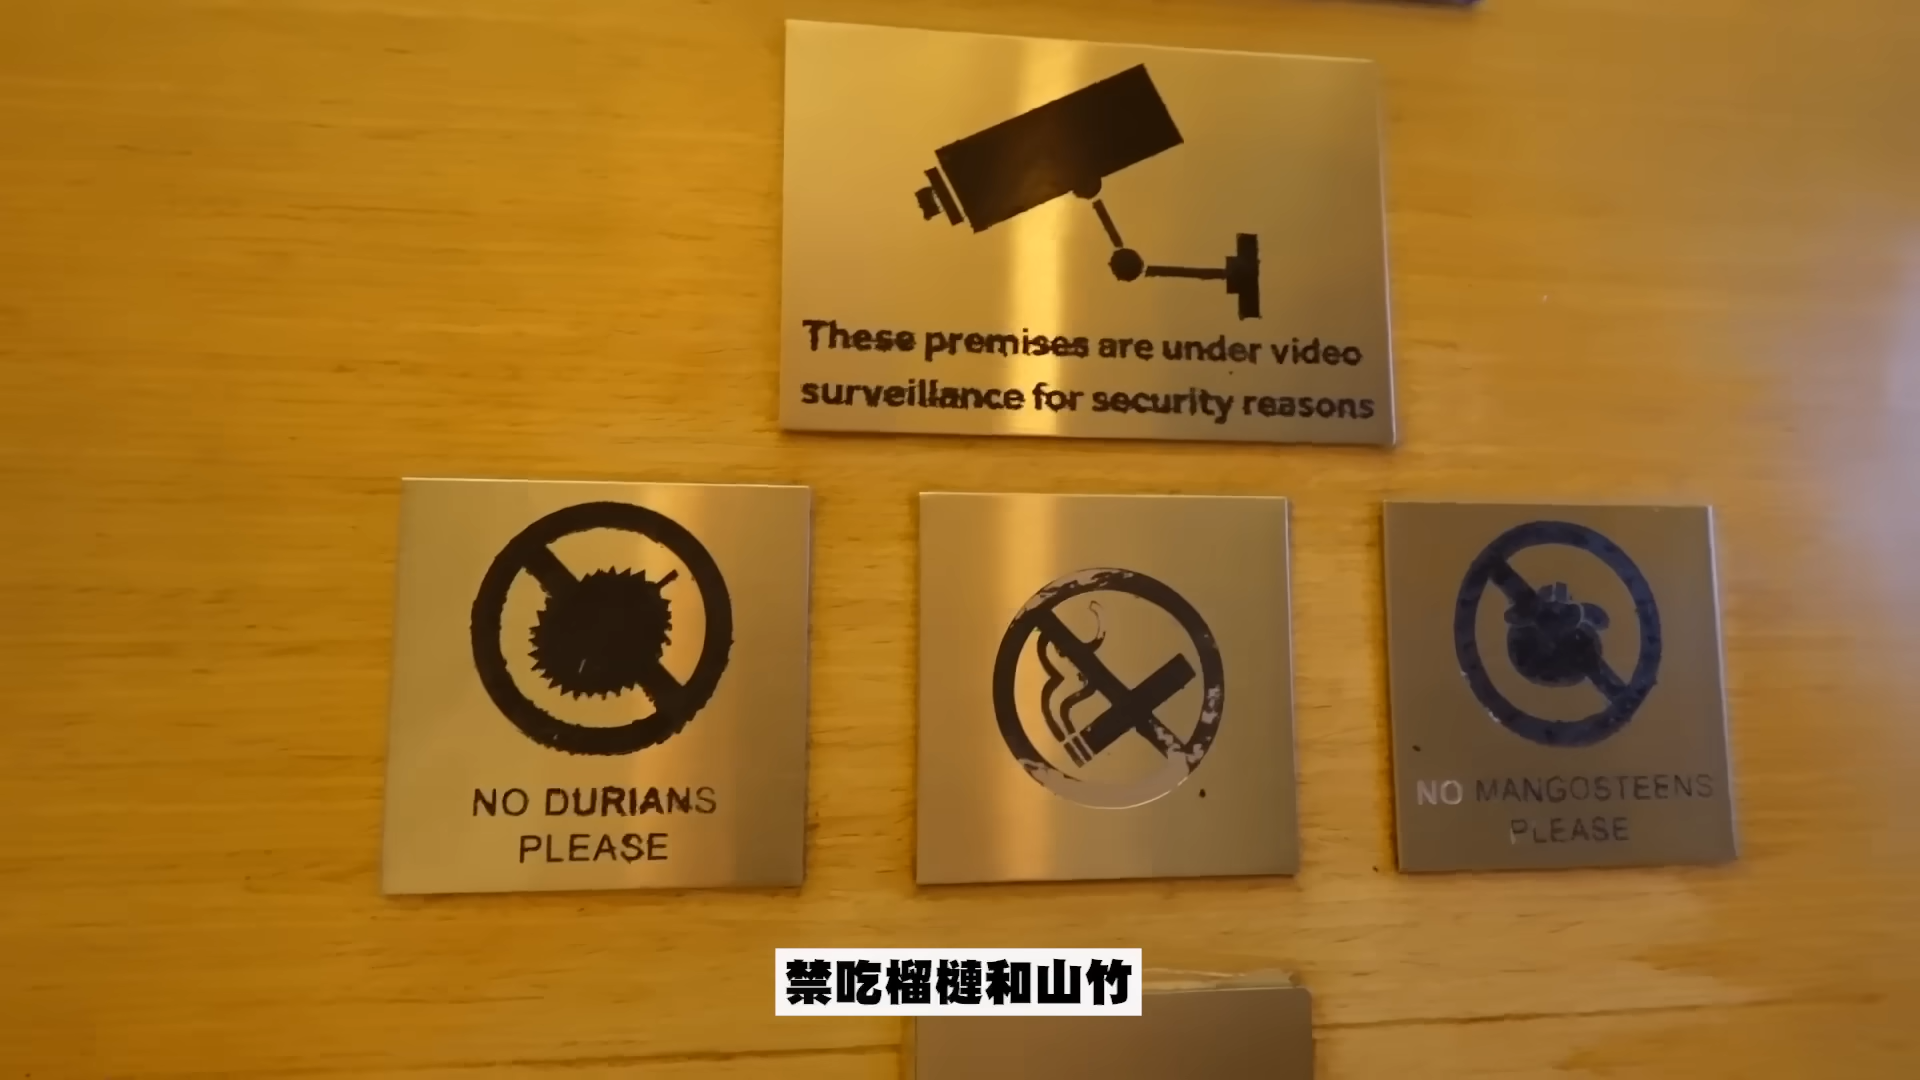 These premises are under video
surveillance for security reasons
NO DURIANS
PLEASE
NO MANGOSTEENS
PLEASE
禁吃榴槤和山竹